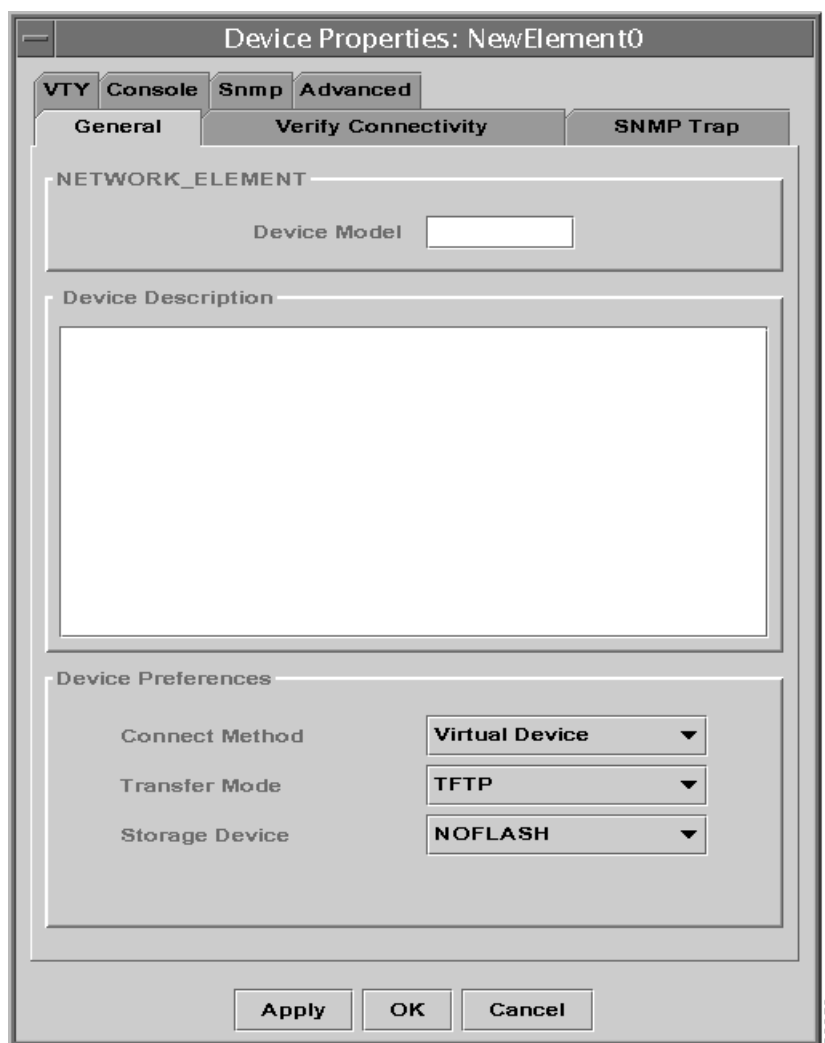 Device Properties: NewElement0
VTY Console Snmp Advanced
General Verify Connectivity SNMP Trap
NETWORK_ELEMENT
Device Model
Device Description
Device Preferences
Connect Method Virtual Device
Transfer Mode TFTP
Storage Device NOFLASH
Apply OK Cancel